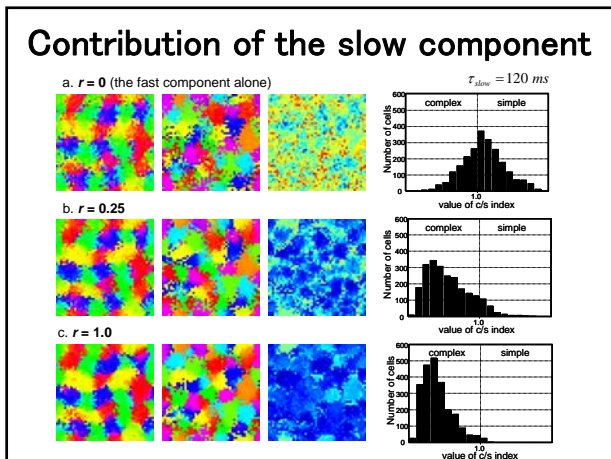 Contribution of the slow component
a. r = 0 (the fast component alone)
τslow = 120 ms
600
500
400
300
200
100
0
Number of cells
complex
simple
1.0
value of c/s index
b. r = 0.25
600
500
400
300
200
100
0
Number of cells
complex
simple
1.0
value of c/s index
c. r = 1.0
600
500
400
300
200
100
0
Number of cells
complex
simple
1.0
value of c/s index